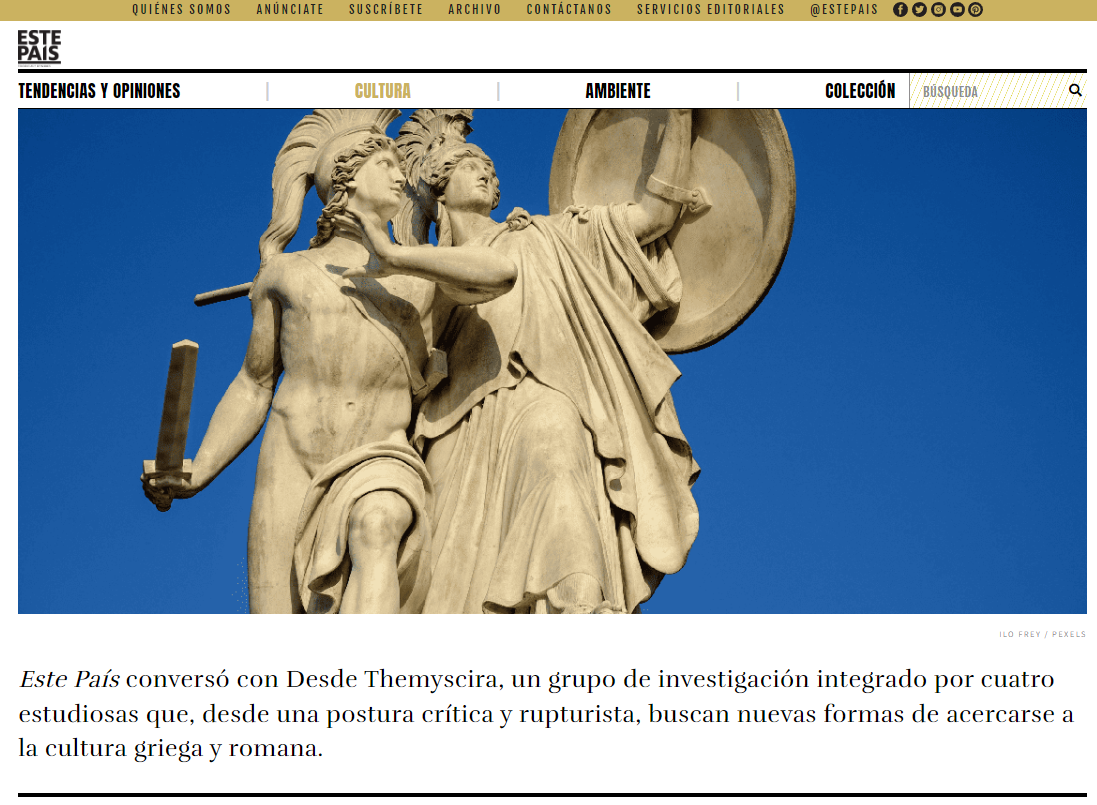 QUIÉNES SOMOS ANÚNCIATE SUSCRÍBETE ARCHIVO CONTÁCTANOS SERVICIOS EDITORIALES @ESTEPAIS
ESTE
PAÍS
TENDENCIAS Y OPINIONES | CULTURA | AMBIENTE | COLECCIÓN BÚSQUEDA
ILO FREY / PEXELS
Este País conversó con Desde Themyscira, un grupo de investigación integrado por cuatro
estudiosas que, desde una postura crítica y rupturista, buscan nuevas formas de acercarse a
la cultura griega y romana.